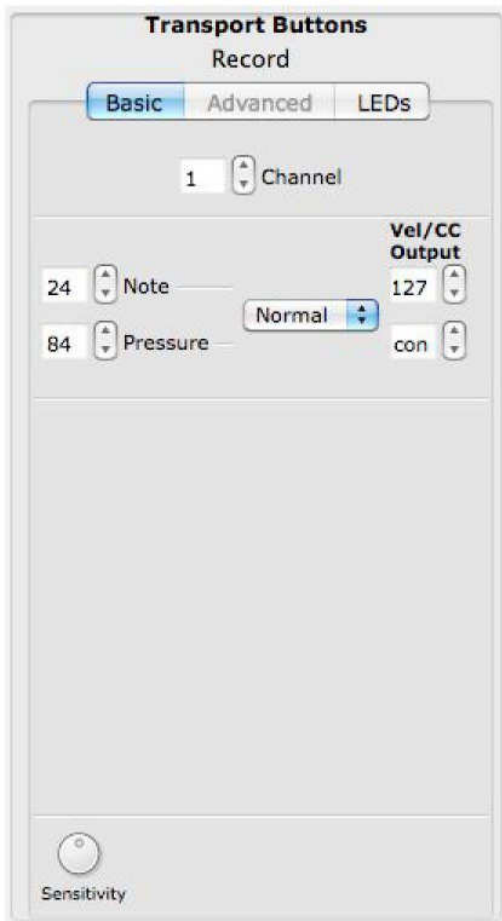 Transport Buttons
Record
Basic Advanced LEDs
1 Channel
Vel/CC
Output
24 Note 127
Normal
84 Pressure con
Sensitivity